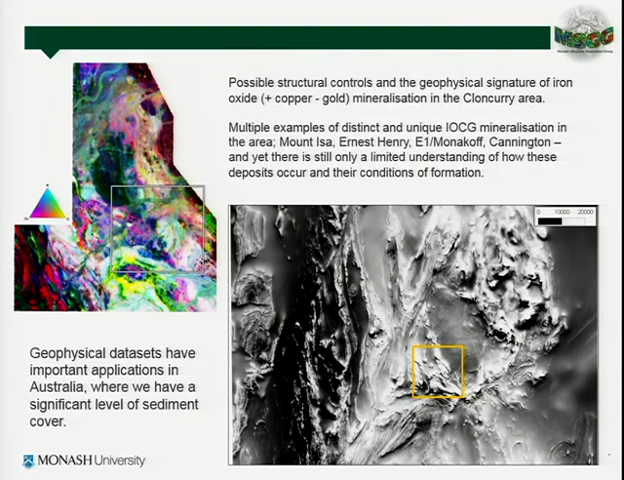 Possible structural controls and the geophysical signature of iron
oxide (+ copper - gold) mineralisation in the Cloncurry area.
Multiple examples of distinct and unique IOCG mineralisation in
the area; Mount Isa, Ernest Henry, E1/Monakoff, Cannington –
and yet there is still only a limited understanding of how these
deposits occur and their conditions of formation.
0 10000 20000
Geophysical datasets have
important applications in
Australia, where we have a
significant level of sediment
cover.
MONASH University